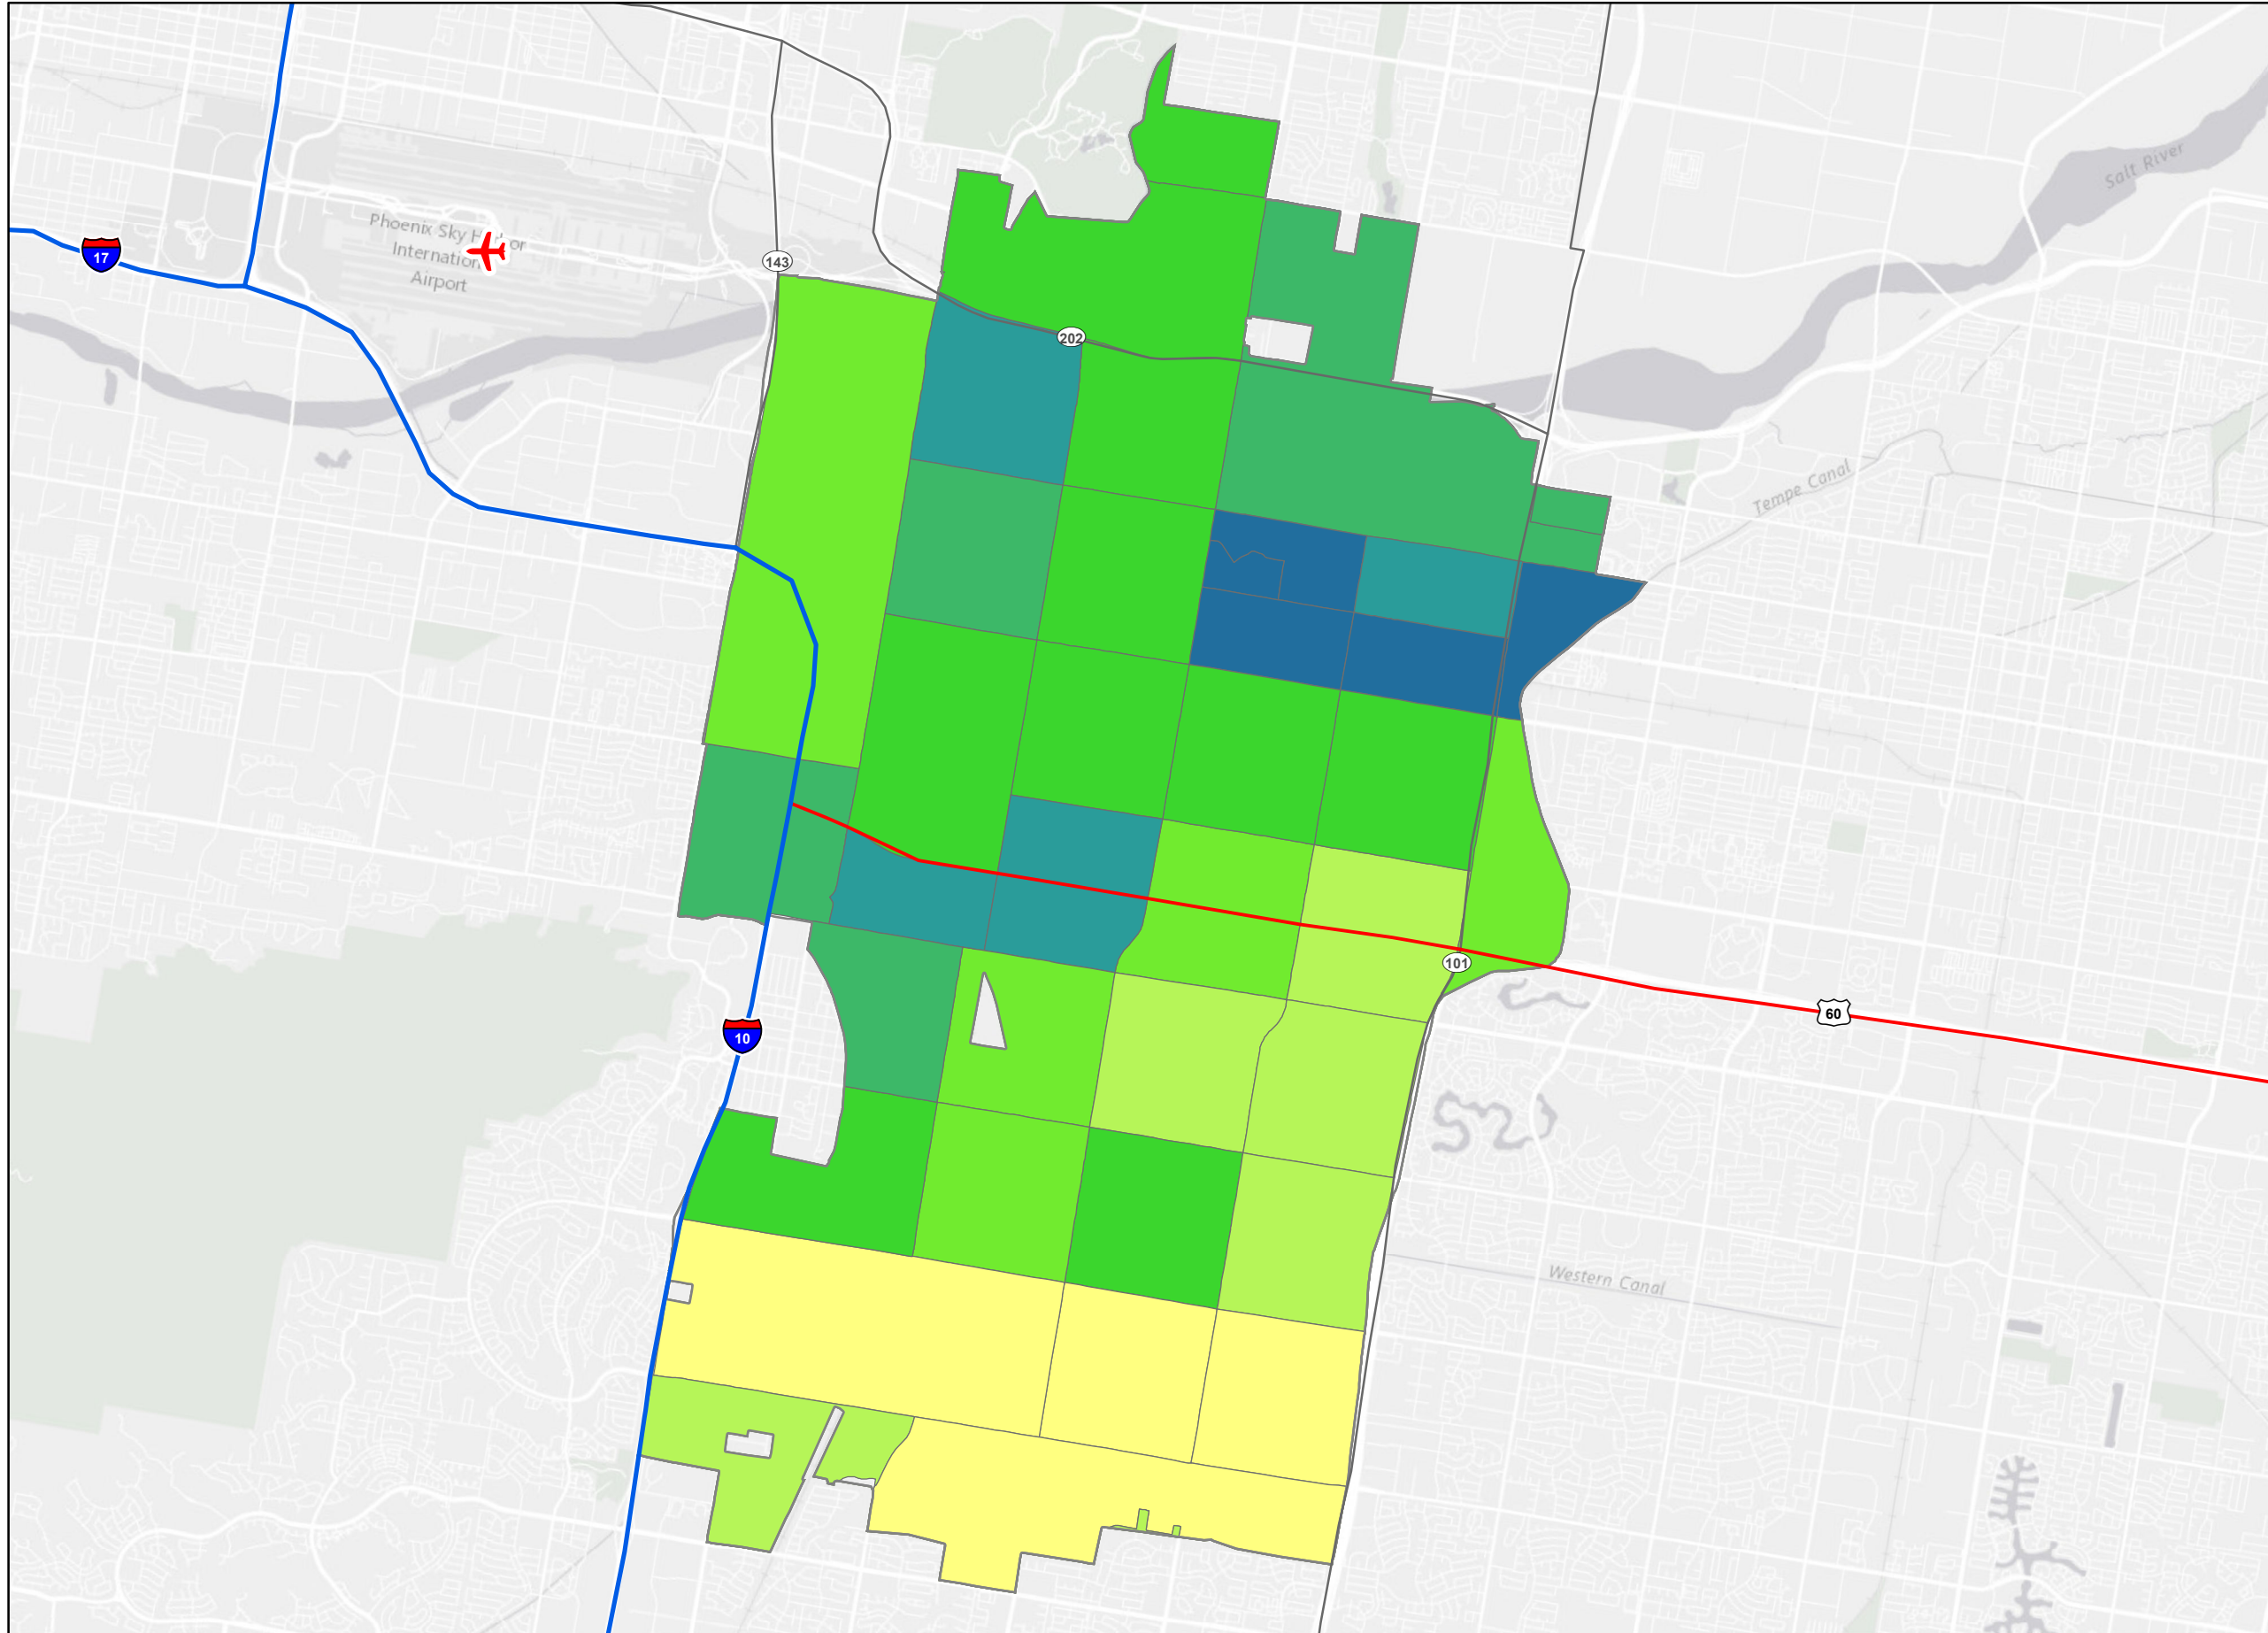 Salt River
Phoenix Sky Harbor
International
Airport
17
143
202
Tempe Canal
101
60
10
Western Canal